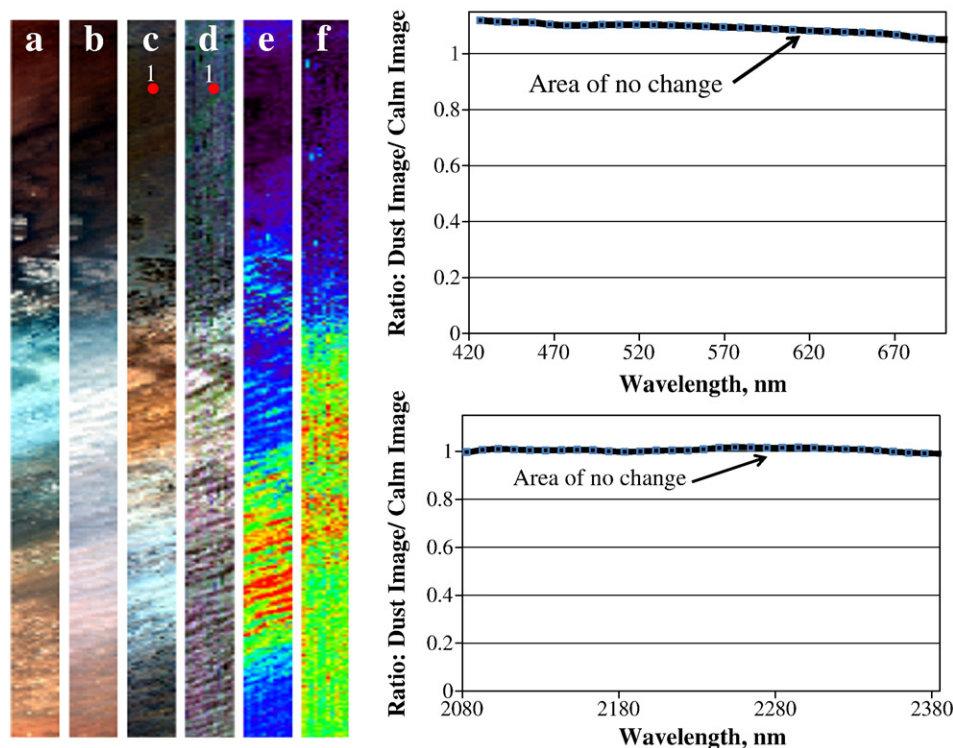 a b c d e f
1 1
Ratio: Dust Image/ Calm Image
1
0.8
0.6
0.4
0.2
0
Area of no change
420 470 520 570 620 670
Wavelength, nm
Ratio: Dust Image/ Calm Image
1
0.8
0.6
0.4
0.2
0
Area of no change
2080 2180 2280 2380
Wavelength, nm